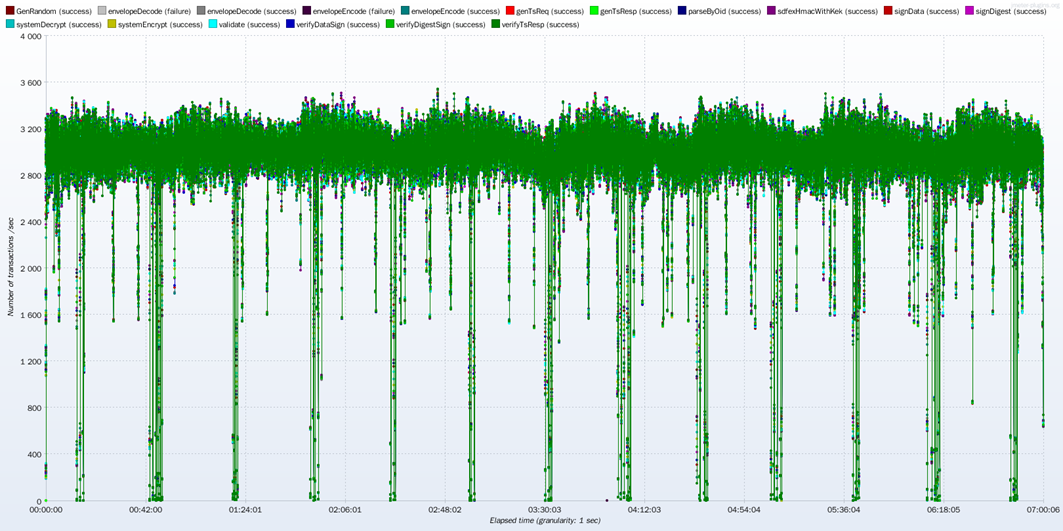 GenRandom (success) envelopeDecode (failure) envelopeDecode (success) envelopeEncode (failure) envelopeEncode (success) genTsReq (success) genTsResp (success) parseByOid (success) sdfexHmacWithKek (success) signData (success) signDigest (success)
systemDecrypt (success) systemEncrypt (success) validate (success) verifyDataSign (success) verifyDigestSign (success) verifyTsResp (success)
4 000
3 600
3 200
2 800
2 400
2 000
1 600
1 200
800
400
0
Number of transactions /sec
00:00:00 00:42:00 01:24:01 02:06:01 02:48:02 03:30:03 04:12:03 04:54:04 05:36:04 06:18:05 07:00:06
Elapsed time (granularity: 1 sec)